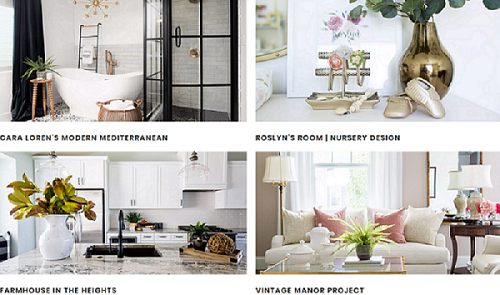 CARA LOREN'S MODERN MEDITERRANEAN
ROSLYN'S ROOM | NURSERY DESIGN
FARMHOUSE IN THE HEIGHTS
VINTAGE MANOR PROJECT